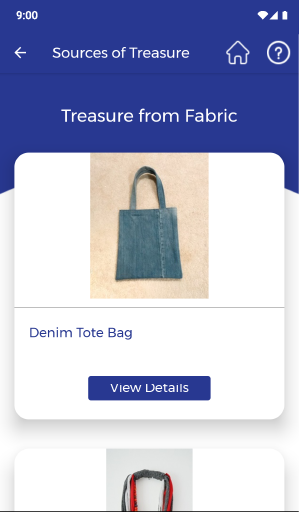 9:00
Sources of Treasure
?
Treasure from Fabric
Denim Tote Bag
View Details